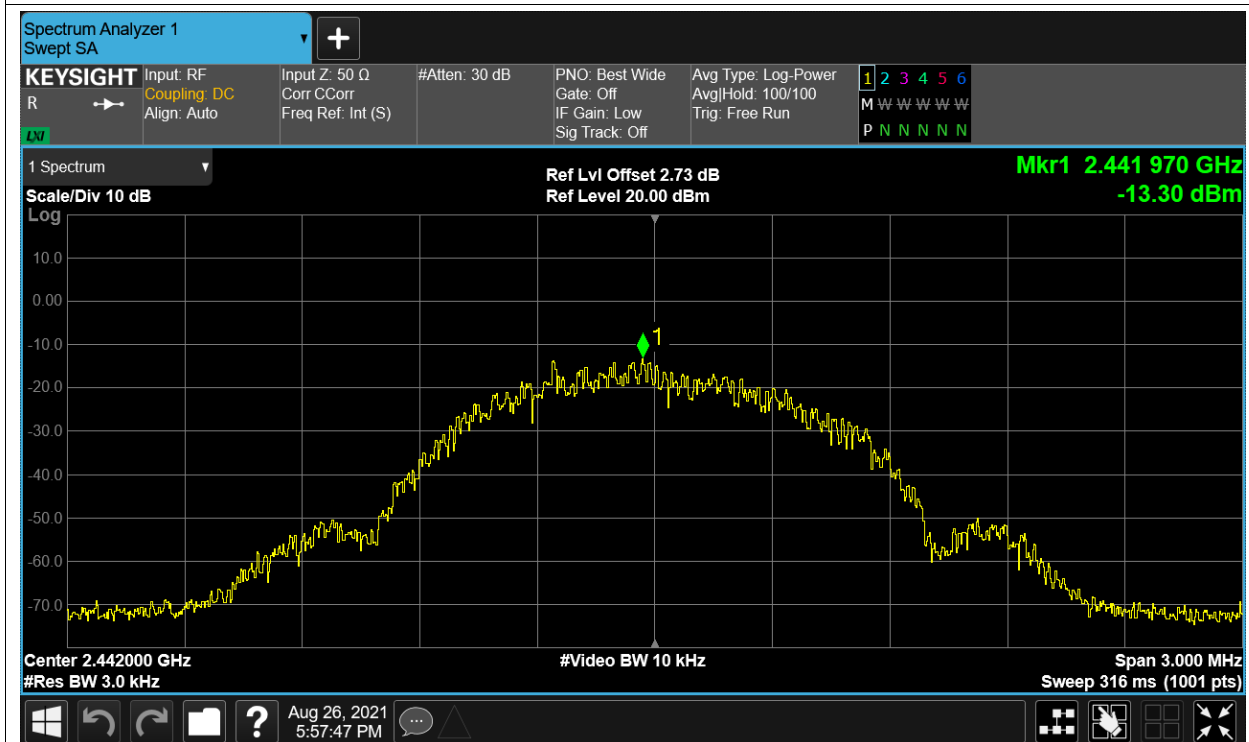 Spectrum Analyzer 1
Swept SA
KEYSIGHT
R
LXI
Input: RF
Coupling: DC
Align: Auto
Input Z: 50 Ω
Corr CCorr
Freq Ref: Int (S)
#Atten: 30 dB
PNO: Best Wide
Gate: Off
IF Gain: Low
Sig Track: Off
Avg Type: Log-Power
Avg|Hold: 100/100
Trig: Free Run
1 2 3 4 5 6
M W W W W W W
P N N N N N
1 Spectrum
Scale/Div 10 dB
Log
Ref Lvl Offset 2.73 dB
Ref Level 20.00 dBm
Mkr1 2.441 970 GHz
-13.30 dBm
10.0
0.00
-10.0
1
-20.0
-30.0
-40.0
-50.0
-60.0
-70.0
Center 2.442000 GHz
#Res BW 3.0 kHz
#Video BW 10 kHz
Span 3.000 MHz
Sweep 316 ms (1001 pts)
?
Aug 26, 2021
5:57:47 PM